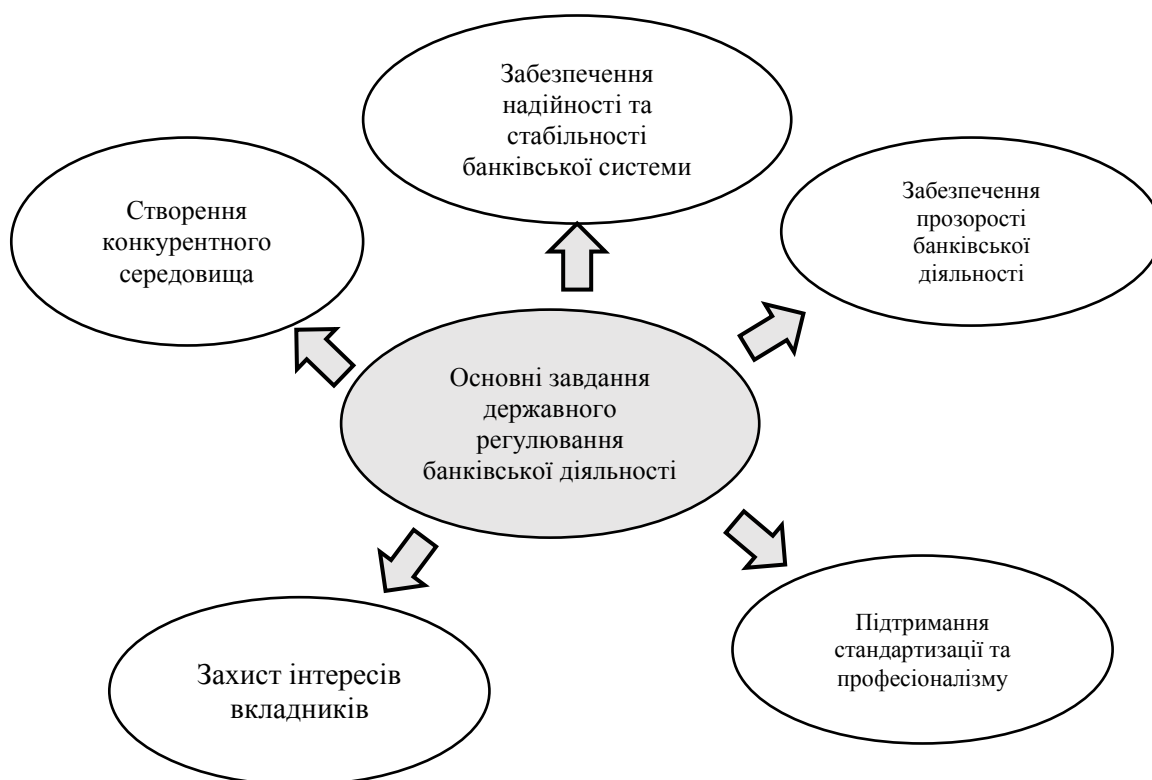 Забезпечення
надійності та
стабільності
банківської системи
Створення
конкурентного
середовища
Забезпечення
прозорості
банківської
діяльності
Основні завдання
державного
регулювання
банківської діяльності
Захист інтересів
вкладників
Підтримання
стандартизації та
професіоналізму